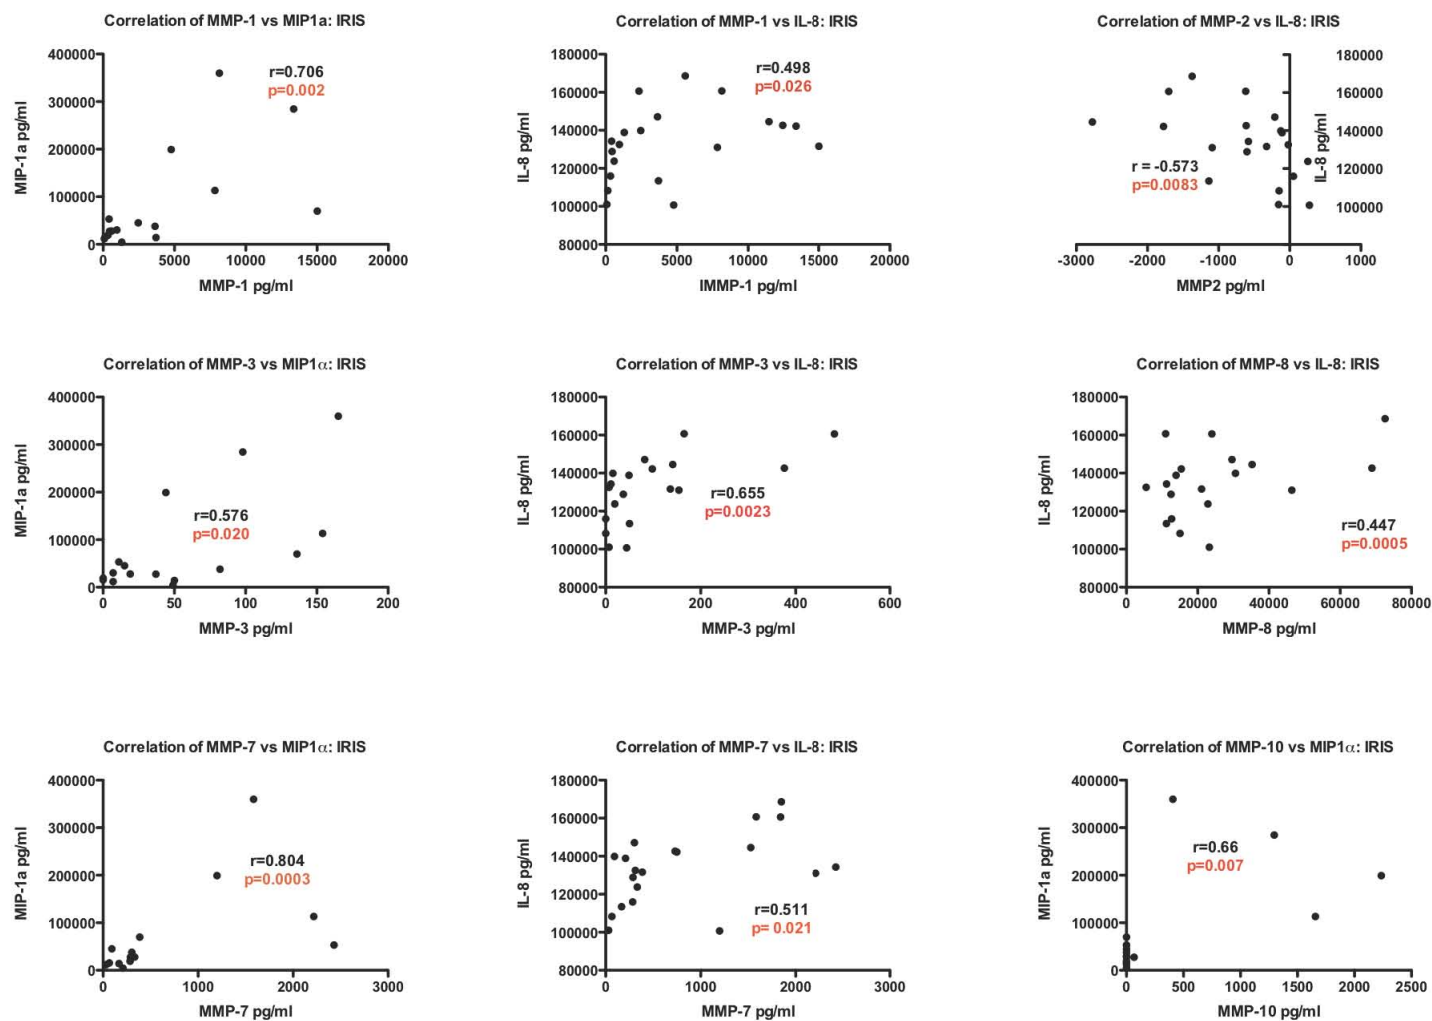 Correlation of MMP-1 vs MIP1a: IRIS
MIP-1a pg/ml
400000
300000
200000
100000
0
r=0.706
p=0.002
0 5000 10000 15000 20000
MMP-1 pg/ml
Correlation of MMP-1 vs IL-8: IRIS
IL-8 pg/ml
180000
160000
140000
120000
100000
80000
r=0.498
p=0.026
0 5000 10000 15000 20000
IMMP-1 pg/ml
Correlation of MMP-2 vs IL-8: IRIS
180000
160000
140000
120000
100000
IL-8 pg/ml
r = -0.573
p=0.0083
-3000 -2000 -1000 0 1000
MMP2 pg/ml
Correlation of MMP-3 vs MIP1α: IRIS
MIP-1a pg/ml
400000
300000
200000
100000
0
r=0.576
p=0.020
0 50 100 150 200
MMP-3 pg/ml
Correlation of MMP-3 vs IL-8: IRIS
IL-8 pg/ml
180000
160000
140000
120000
100000
80000
r=0.655
p=0.0023
0 200 400 600
MMP-3 pg/ml
Correlation of MMP-8 vs IL-8: IRIS
IL-8 pg/ml
180000
160000
140000
120000
100000
80000
r=0.447
p=0.0005
0 20000 40000 60000 80000
MMP-8 pg/ml
Correlation of MMP-7 vs MIP1α: IRIS
MIP-1a pg/ml
400000
300000
200000
100000
0
r=0.804
p=0.0003
0 1000 2000 3000
MMP-7 pg/ml
Correlation of MMP-7 vs IL-8: IRIS
IL-8 pg/ml
180000
160000
140000
120000
100000
80000
r=0.511
p= 0.021
0 1000 2000 3000
MMP-7 pg/ml
Correlation of MMP-10 vs MIP1α: IRIS
MIP-1a pg/ml
400000
300000
200000
100000
0
r=0.66
p=0.007
0 500 1000 1500 2000 2500
MMP-10 pg/ml